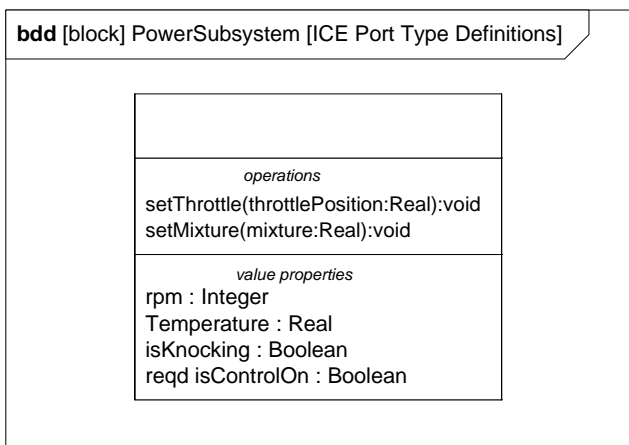 bdd [block] PowerSubsystem [ICE Port Type Definitions]
operations
setThrottle(throttlePosition:Real):void
setMixture(mixture:Real):void
value properties
rpm : Integer
Temperature : Real
isKnocking : Boolean
reqd isControlOn : Boolean